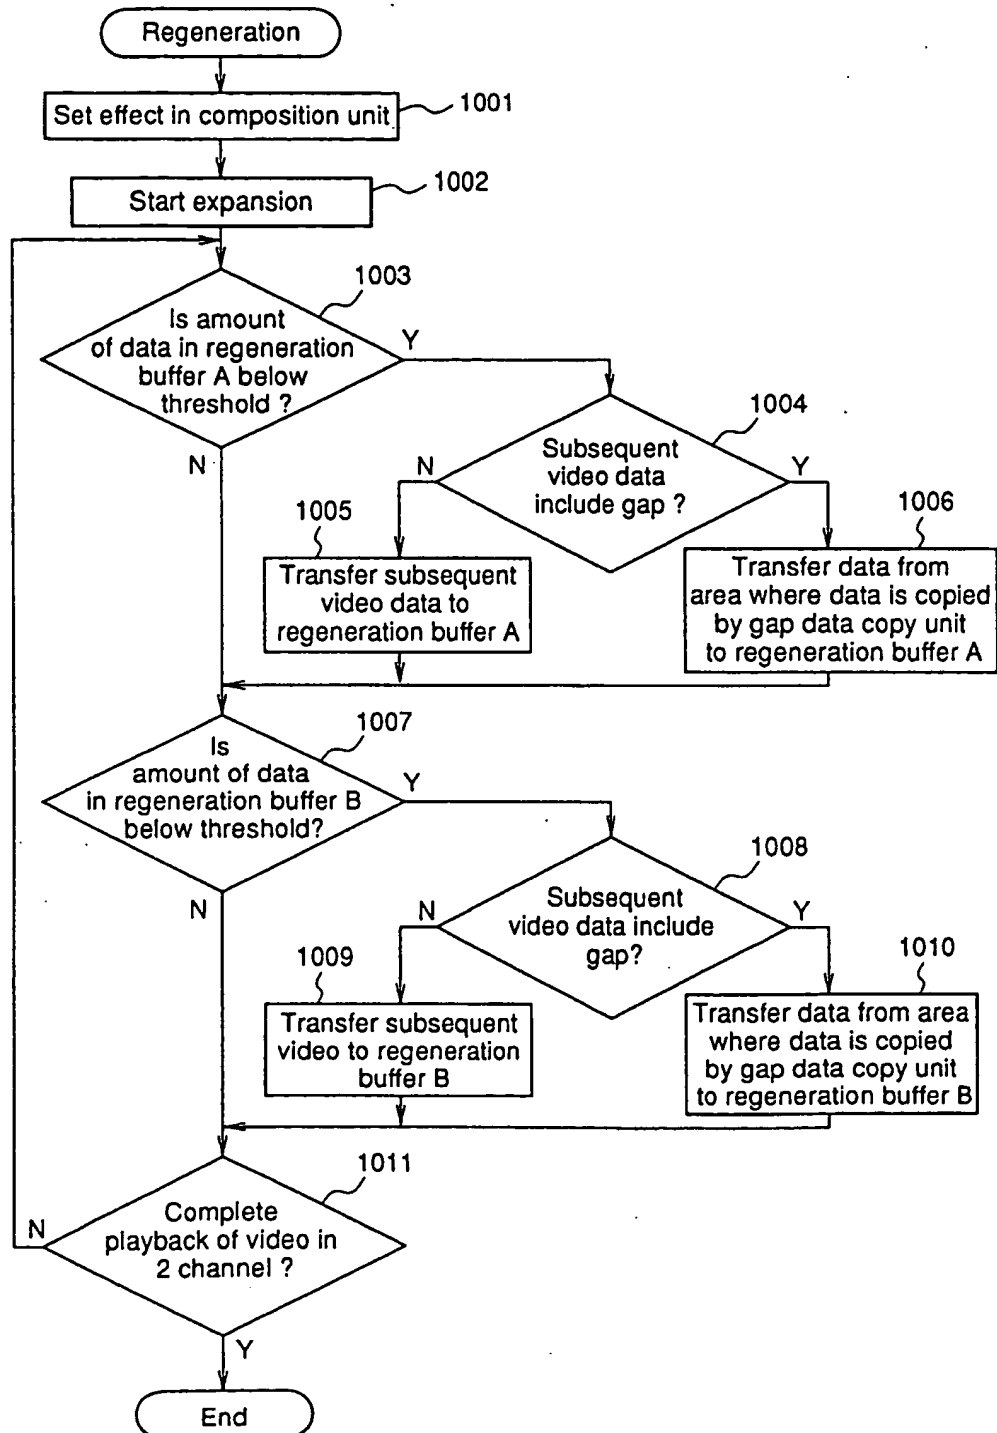 Regeneration
Set effect in composition unit
1001
Start expansion
1002
1003
Is amount
of data in regeneration
buffer A below
threshold ?
Y
N
1004
Subsequent
video data
include gap ?
N
Y
1005
Transfer subsequent
video data to
regeneration buffer A
1006
Transfer data from
area where data is copied
by gap data copy unit
to regeneration buffer A
1007
Is
amount of data
in regeneration buffer B
below threshold?
Y
N
1008
Subsequent
video data include
gap?
N
Y
1009
Transfer subsequent
video to regeneration
buffer B
1010
Transfer data from area
where data is copied
by gap data copy unit
to regeneration buffer B
1011
Complete
playback of video in
2 channel ?
N
Y
End